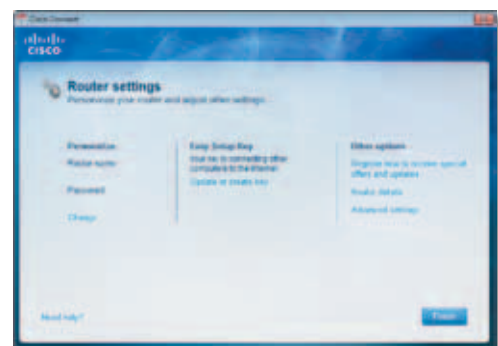 Cisco Connect
cisco
Router settings
Personalize your router and adjust other settings.
Personalize
Router name
Password
Change
Easy Setup Key
Your key to connecting other
computers to the Internet
Update or create key
Other options
Register now to receive special
offers and updates
Router details
Advanced settings
Need help?
Finish